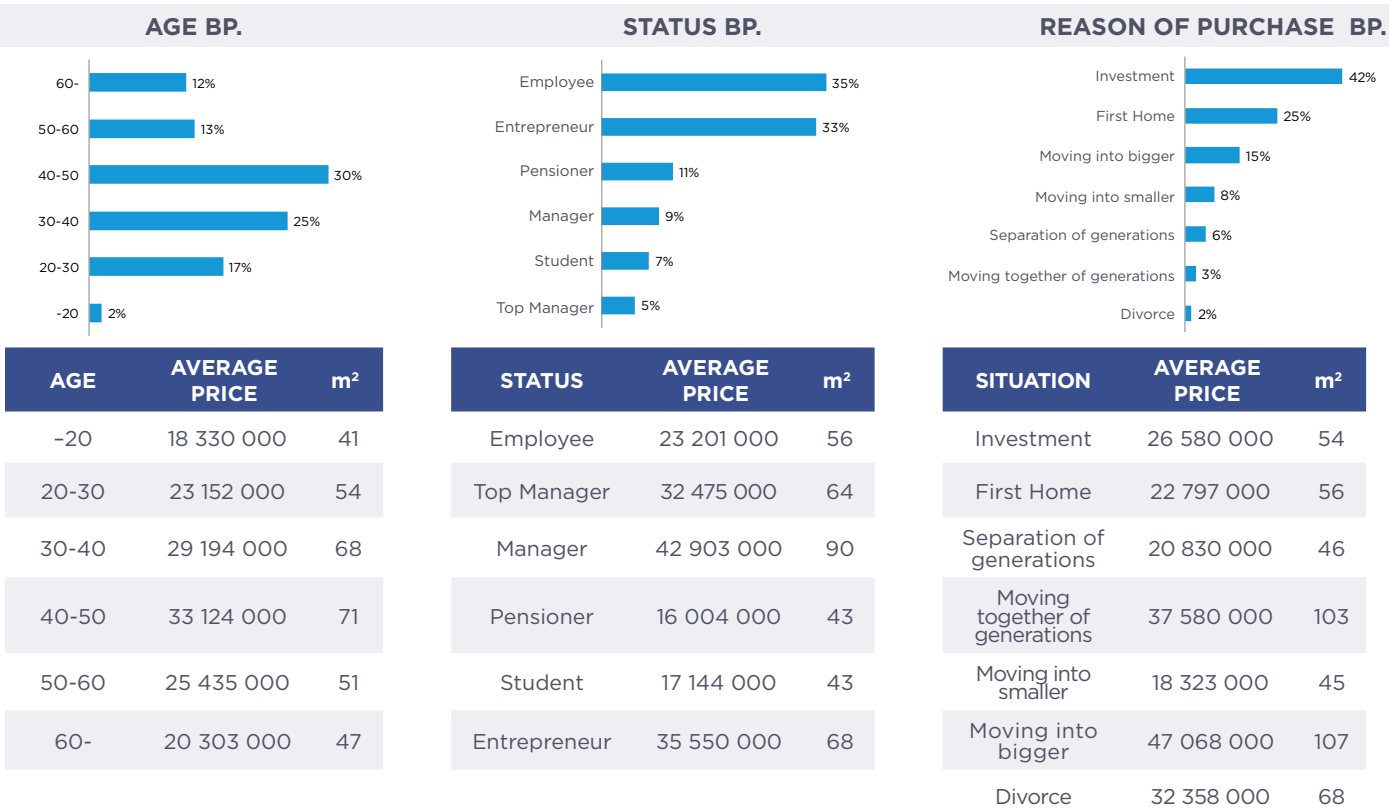 AGE BP.
60- 12%
50-60 13%
40-50 30%
30-40 25%
20-30 17%
-20 2%
AGE AVERAGE PRICE m²
–20 18 330 000 41
20-30 23 152 000 54
30-40 29 194 000 68
40-50 33 124 000 71
50-60 25 435 000 51
60- 20 303 000 47
STATUS BP.
Employee 35%
Entrepreneur 33%
Pensioner 11%
Manager 9%
Student 7%
Top Manager 5%
STATUS AVERAGE PRICE m²
Employee 23 201 000 56
Top Manager 32 475 000 64
Manager 42 903 000 90
Pensioner 16 004 000 43
Student 17 144 000 43
Entrepreneur 35 550 000 68
REASON OF PURCHASE BP.
Investment 42%
First Home 25%
Moving into bigger 15%
Moving into smaller 8%
Separation of generations 6%
Moving together of generations 3%
Divorce 2%
SITUATION AVERAGE PRICE m²
Investment 26 580 000 54
First Home 22 797 000 56
Separation of generations 20 830 000 46
Moving together of generations 37 580 000 103
Moving into smaller 18 323 000 45
Moving into bigger 47 068 000 107
Divorce 32 358 000 68